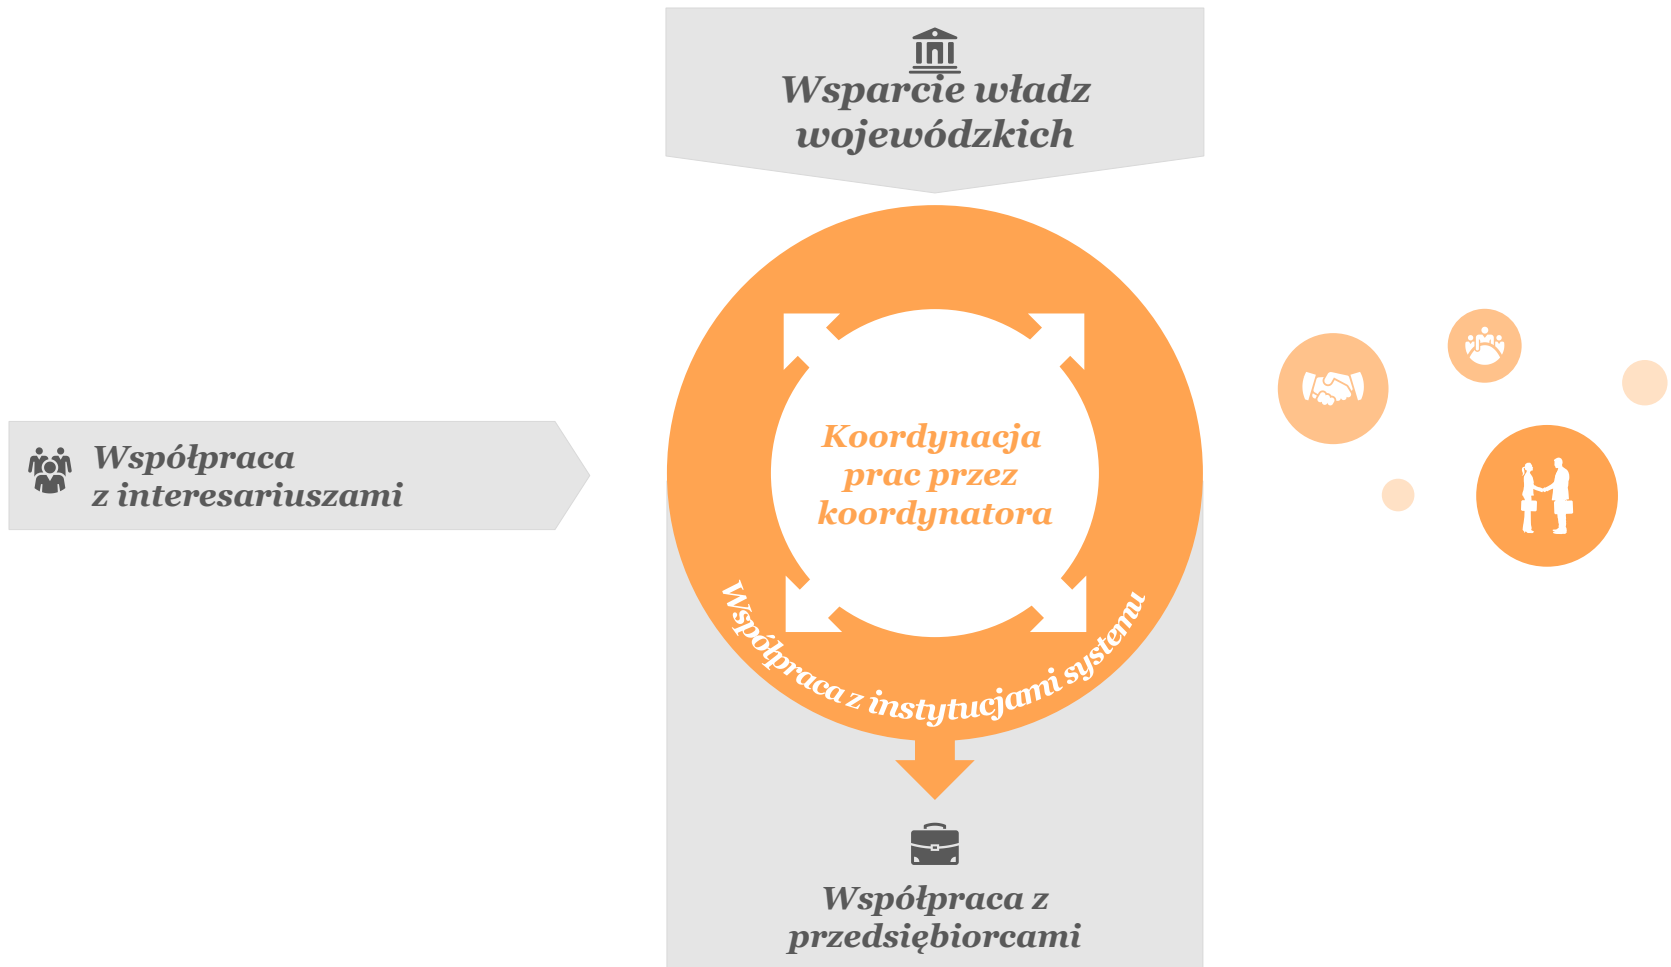 Wsparcie władz
wojewódzkich
Współpraca
z interesariuszami
Koordynacja
prac przez
koordynatora
Współpraca z instytucjami systemu
Współpraca z
przedsiębiorcami